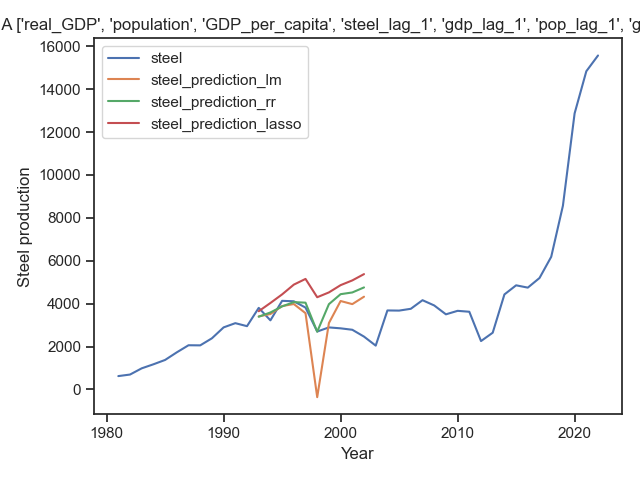 A ['real_GDP', 'population', 'GDP_per_capita', 'steel_lag_1', 'gdp_lag_1', 'pop_lag_1', 'g
steel
steel_prediction_lm
steel_prediction_rr
steel_prediction_lasso
16000
14000
12000
10000
8000
6000
4000
2000
0
Steel production
1980
1990
2000
2010
2020
Year